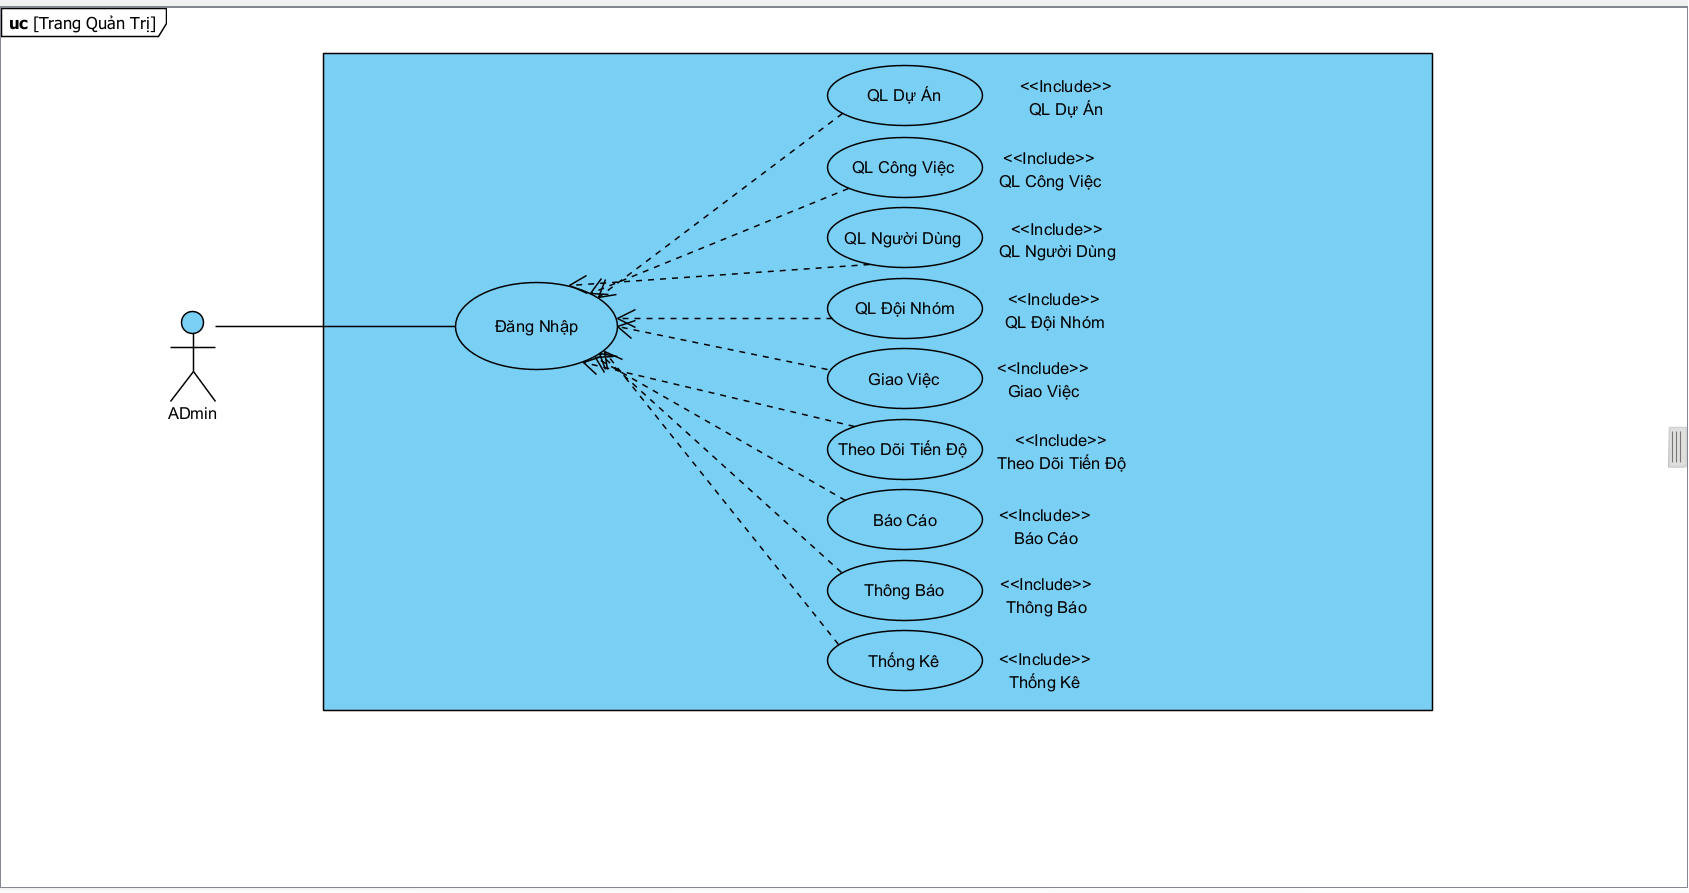 uc [Trang Quản Trị]
QL Dự Án
<<Include>>
QL Dự Án
QL Công Việc
<<Include>>
QL Công Việc
QL Người Dùng
<<Include>>
QL Người Dùng
QL Đội Nhóm
<<Include>>
QL Đội Nhóm
Đăng Nhập
ADmin
Giao Việc
<<Include>>
Giao Việc
Theo Dõi Tiến Độ
<<Include>>
Theo Dõi Tiến Độ
Báo Cáo
<<Include>>
Báo Cáo
Thông Báo
<<Include>>
Thông Báo
Thống Kê
<<Include>>
Thống Kê